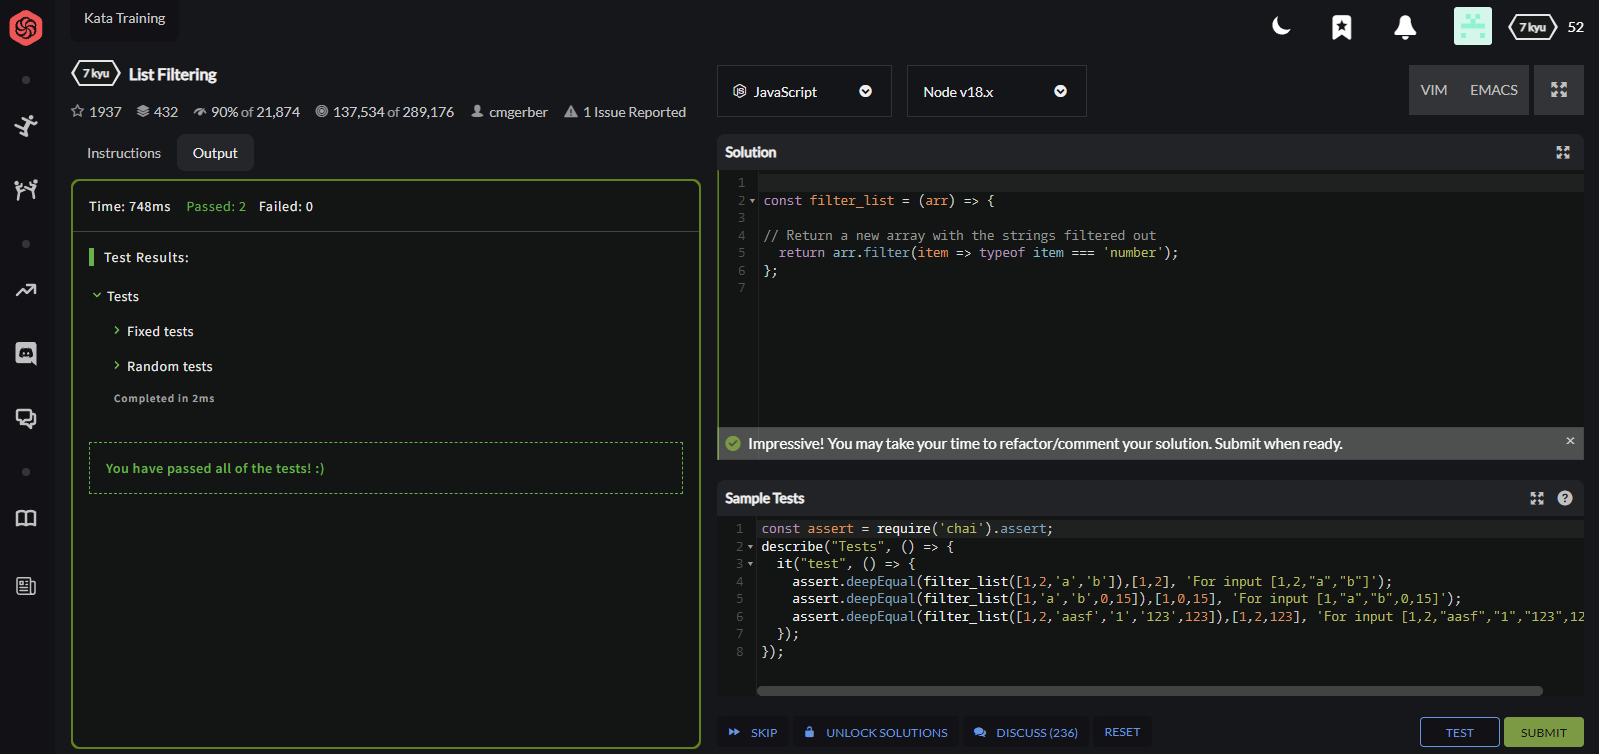 Kata Training
7 kyu 52
7 kyu List Filtering
1937 432 90% of 21,874 137,534 of 289,176 cmgerber 1 Issue Reported
Instructions Output
Time: 748ms Passed: 2 Failed: 0
Test Results:
Tests
Fixed tests
Random tests
Completed in 2ms
You have passed all of the tests! :)
JavaScript Node v18.x VIM EMACS
Solution
1
2 const filter_list = (arr) => {
3
4 // Return a new array with the strings filtered out
5 return arr.filter(item => typeof item === 'number');
6 };
7
Impressive! You may take your time to refactor/comment your solution. Submit when ready. ×
Sample Tests ?
1 const assert = require('chai').assert;
2 describe("Tests", () => {
3 it("test", () => {
4 assert.deepEqual(filter_list([1,2,'a','b']),[1,2], 'For input [1,2,"a","b"]');
5 assert.deepEqual(filter_list([1,'a','b',0,15]),[1,0,15], 'For input [1,"a","b",0,15]');
6 assert.deepEqual(filter_list([1,2,'aasf','1','123',123]),[1,2,123], 'For input [1,2,"aasf","1","123",12
7 });
8 });
SKIP UNLOCK SOLUTIONS DISCUSS (236) RESET TEST SUBMIT